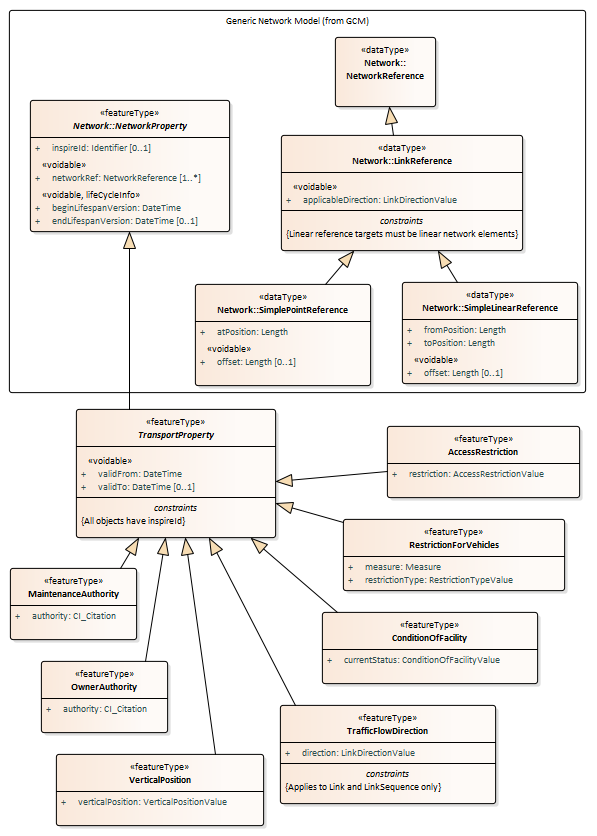 Generic Network Model (from GCM)
«dataType»
Network::
NetworkReference
«featureType»
Network::NetworkProperty
+ inspireId: Identifier [0..1]
«voidable»
+ networkRef: NetworkReference [1..*]
«voidable, lifeCycleInfo»
+ beginLifespanVersion: DateTime
+ endLifespanVersion: DateTime [0..1]
«dataType»
Network::LinkReference
«voidable»
+ applicableDirection: LinkDirectionValue
constraints
{Linear reference targets must be linear network elements}
«dataType»
Network::SimplePointReference
+ atPosition: Length
«voidable»
+ offset: Length [0..1]
«dataType»
Network::SimpleLinearReference
+ fromPosition: Length
+ toPosition: Length
«voidable»
+ offset: Length [0..1]
«featureType»
TransportProperty
«voidable»
+ validFrom: DateTime
+ validTo: DateTime [0..1]
constraints
{All objects have inspireId}
«featureType»
AccessRestriction
+ restriction: AccessRestrictionValue
«featureType»
RestrictionForVehicles
+ measure: Measure
+ restrictionType: RestrictionTypeValue
«featureType»
MaintenanceAuthority
+ authority: CI_Citation
«featureType»
ConditionOfFacility
+ currentStatus: ConditionOfFacilityValue
«featureType»
OwnerAuthority
+ authority: CI_Citation
«featureType»
TrafficFlowDirection
+ direction: LinkDirectionValue
constraints
{Applies to Link and LinkSequence only}
«featureType»
VerticalPosition
+ verticalPosition: VerticalPositionValue